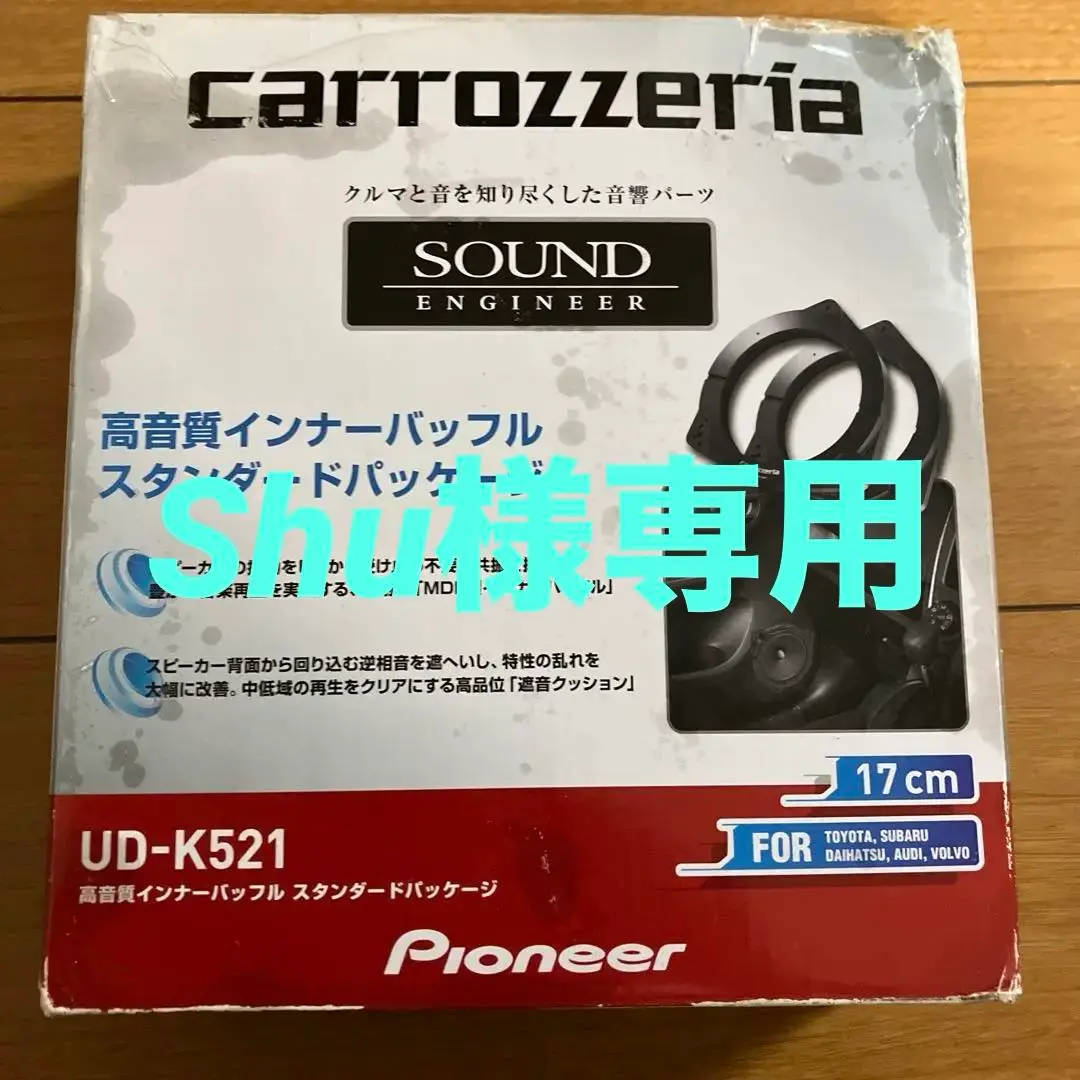 carrozzeria
クルマと音を知り尽くした音響パーツ
SOUND
ENGINEER
高音質インナーバッフル
スタンダードパッケージ
Shu様専用
スピーカー背面から回り込む逆相音を遮へいし、特性の乱れを
大幅に改善。中低域の再生をクリアにする高品位「遮音クッション」
17cm
FOR TOYOTA, SUBARU
DAIHATSU, AUDI, VOLVO
UD-K521
高音質インナーバッフル スタンダードパッケージ
Pioneer